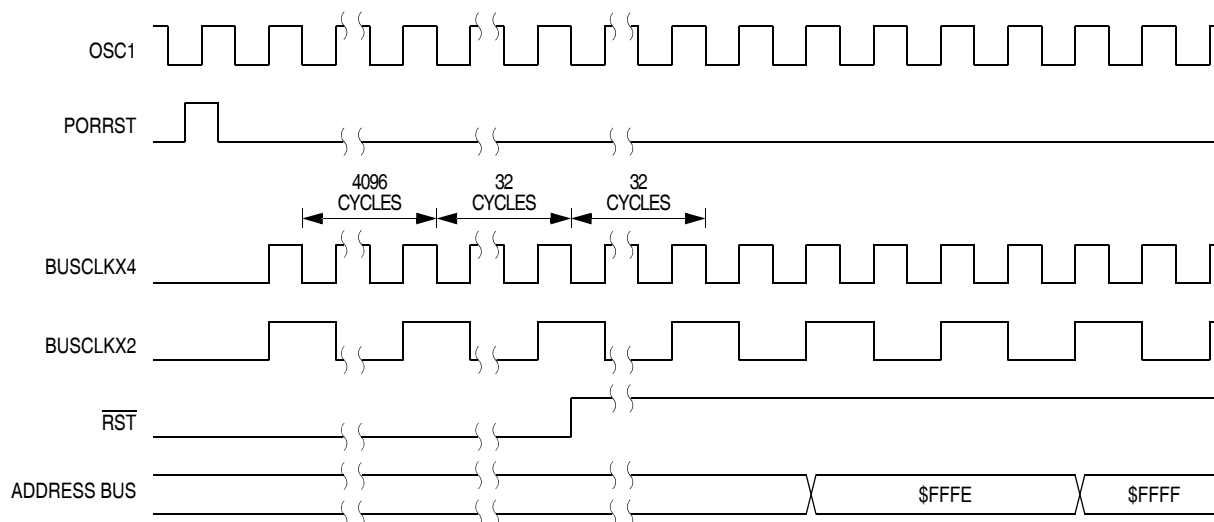 OSC1
PORRST
4096
CYCLES
32
CYCLES
32
CYCLES
BUSCLKX4
BUSCLKX2
RST
ADDRESS BUS
$FFFE
$FFFF